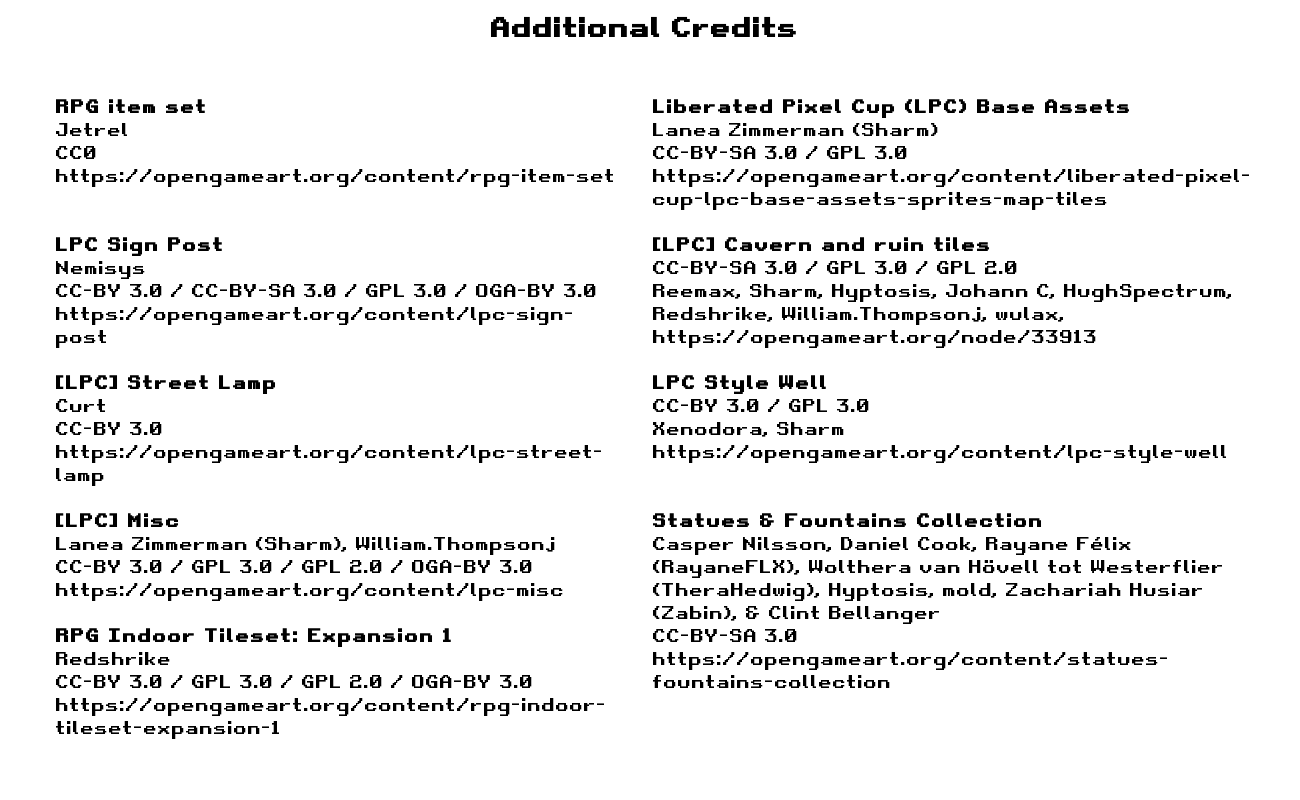 Additional Credits
RPG item set
Jetrel
CC0
https://opengameart.org/content/rpg-item-set
LPC Sign Post
Nemisys
CC-BY 3.0 / CC-BY-SA 3.0 / GPL 3.0 / OGA-BY 3.0
https://opengameart.org/content/lpc-sign-
post
[LPC] Street Lamp
Curt
CC-BY 3.0
https://opengameart.org/content/lpc-street-
lamp
[LPC] Misc
Lanea Zimmerman (Sharm), William.Thompsonj
CC-BY 3.0 / GPL 3.0 / GPL 2.0 / OGA-BY 3.0
https://opengameart.org/content/lpc-misc
RPG Indoor Tileset: Expansion 1
Redshrike
CC-BY 3.0 / GPL 3.0 / GPL 2.0 / OGA-BY 3.0
https://opengameart.org/content/rpg-indoor-
tileset-expansion-1
Liberated Pixel Cup (LPC) Base Assets
Lanea Zimmerman (Sharm)
CC-BY-SA 3.0 / GPL 3.0
https://opengameart.org/content/liberated-pixel-
cup-lpc-base-assets-sprites-map-tiles
[LPC] Cavern and ruin tiles
CC-BY-SA 3.0 / GPL 3.0 / GPL 2.0
Reemax, Sharm, Hyptosis, Johann C, HughSpectrum,
Redshrike, William.Thompsonj, wulax,
https://opengameart.org/node/33913
LPC Style Well
CC-BY 3.0 / GPL 3.0
Xenodora, Sharm
https://opengameart.org/content/lpc-style-well
Statues & Fountains Collection
Casper Nilsson, Daniel Cook, Rayane Félix
(RayaneFLX), Wolthera van Hövell tot Westerflier
(TheraHedwig), Hyptosis, mold, Zachariah Husiar
(Zabin), & Clint Bellanger
CC-BY-SA 3.0
https://opengameart.org/content/statues-
fountains-collection